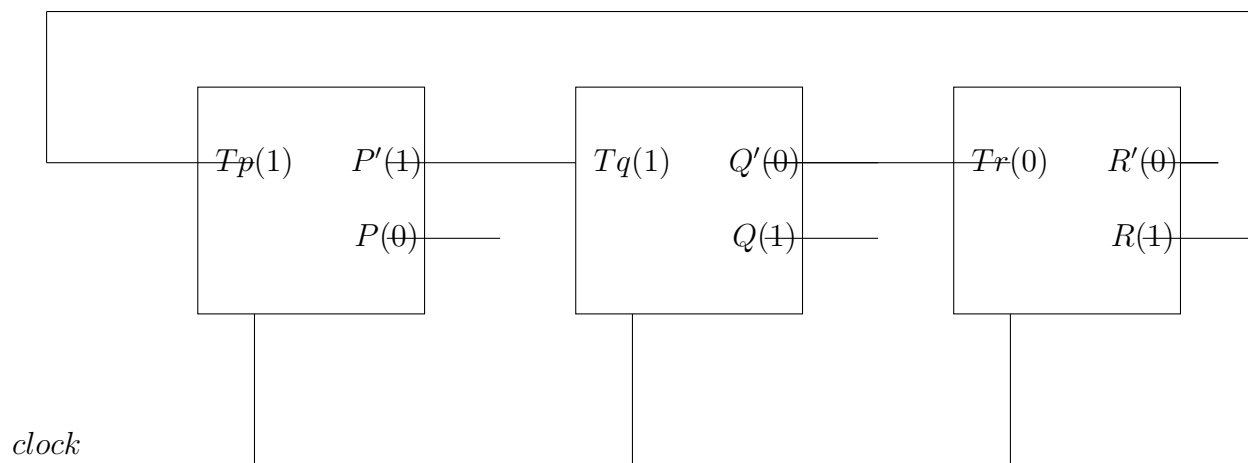 Tp(1) P′(1) Tq(1) Q′(0) Tr(0) R′(0)
P(0) Q(1) R(1)
clock